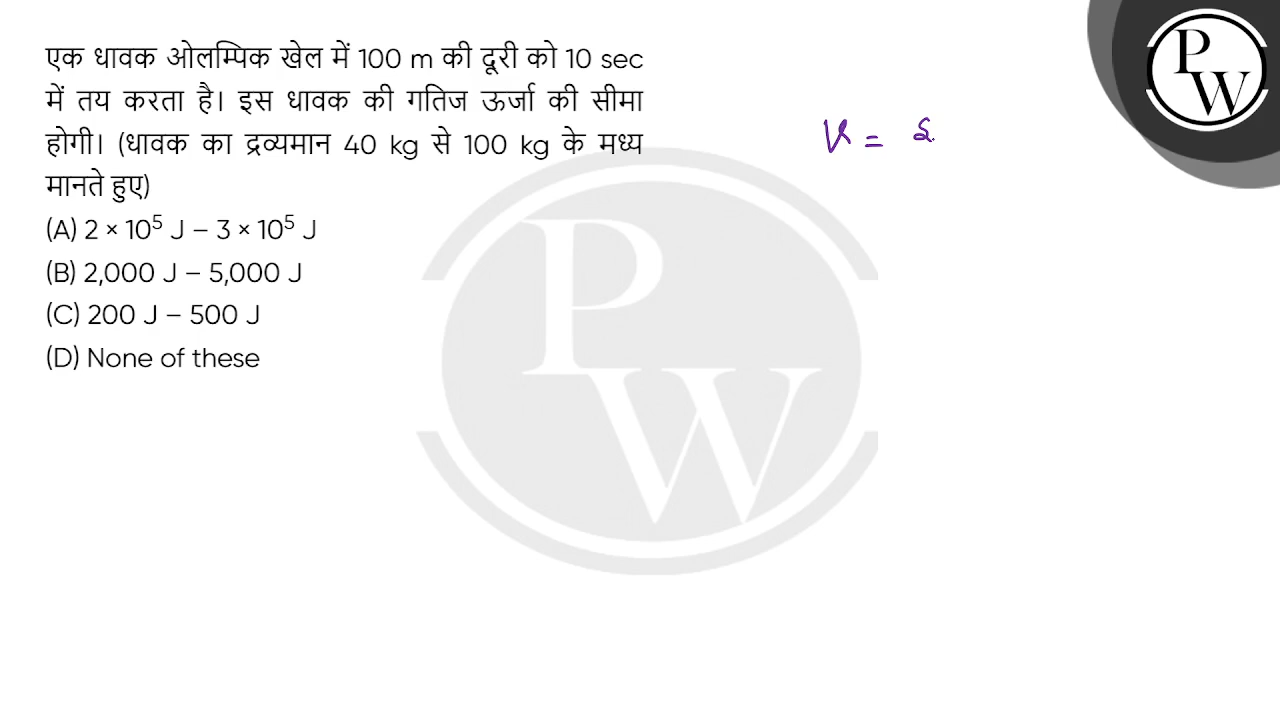 एक धावक ओलम्पिक खेल में 100 m की दूरी को 10 sec
में तय करता है। इस धावक की गतिज ऊर्जा की सीमा
होगी। (धावक का द्रव्यमान 40 kg से 100 kg के मध्य
मानते हुए)
(A) 2 × 10⁵ J – 3 × 10⁵ J
(B) 2,000 J – 5,000 J
(C) 200 J – 500 J
(D) None of these
P
W
P
W